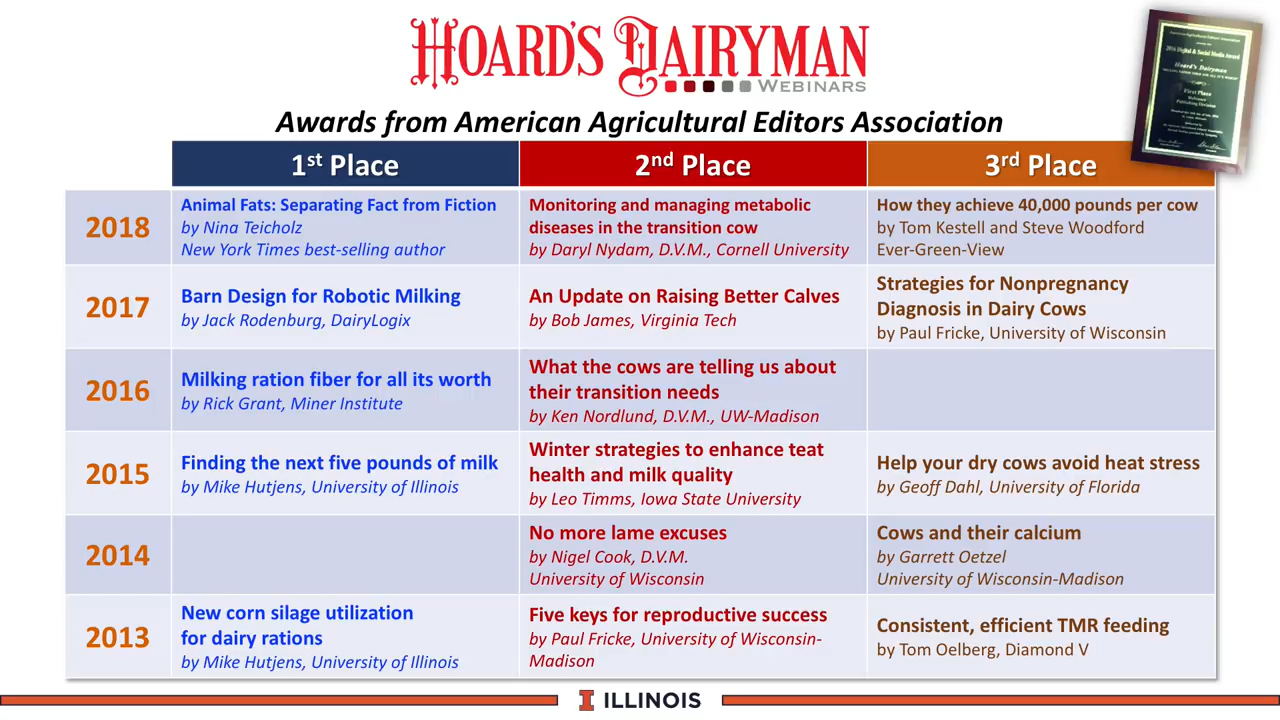 HOARD'S DAIRYMAN
WEBINARS
Awards from American Agricultural Editors Association
2016 Digital & Social Media Award
Hoard's Dairyman
First Place
Publishing Division
1st Place
2nd Place
3rd Place
2018
Animal Fats: Separating Fact from Fiction
by Nina Teicholz
New York Times best-selling author
Monitoring and managing metabolic
diseases in the transition cow
by Daryl Nydam, D.V.M., Cornell University
How they achieve 40,000 pounds per cow
by Tom Kestell and Steve Woodford
Ever-Green-View
2017
Barn Design for Robotic Milking
by Jack Rodenburg, DairyLogix
An Update on Raising Better Calves
by Bob James, Virginia Tech
Strategies for Nonpregnancy
Diagnosis in Dairy Cows
by Paul Fricke, University of Wisconsin
2016
Milking ration fiber for all its worth
by Rick Grant, Miner Institute
What the cows are telling us about
their transition needs
by Ken Nordlund, D.V.M., UW-Madison
2015
Finding the next five pounds of milk
by Mike Hutjens, University of Illinois
Winter strategies to enhance teat
health and milk quality
by Leo Timms, Iowa State University
Help your dry cows avoid heat stress
by Geoff Dahl, University of Florida
2014
No more lame excuses
by Nigel Cook, D.V.M.
University of Wisconsin
Cows and their calcium
by Garrett Oetzel
University of Wisconsin-Madison
2013
New corn silage utilization
for dairy rations
by Mike Hutjens, University of Illinois
Five keys for reproductive success
by Paul Fricke, University of Wisconsin-
Madison
Consistent, efficient TMR feeding
by Tom Oelberg, Diamond V
I ILLINOIS